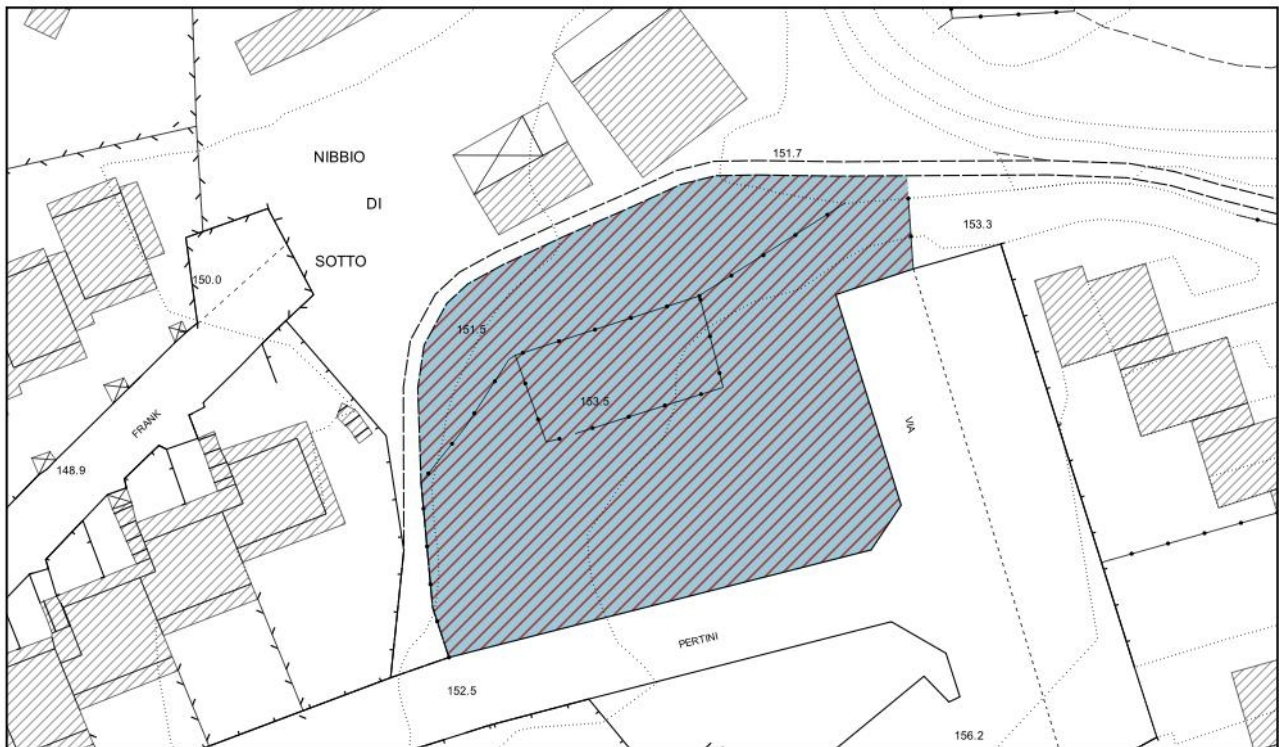 151.7
NIBBIO
DI
SOTTO
153.3
150.0
151.5
153.5
FRANK
VIA
148.9
PERTINI
152.5
156.2